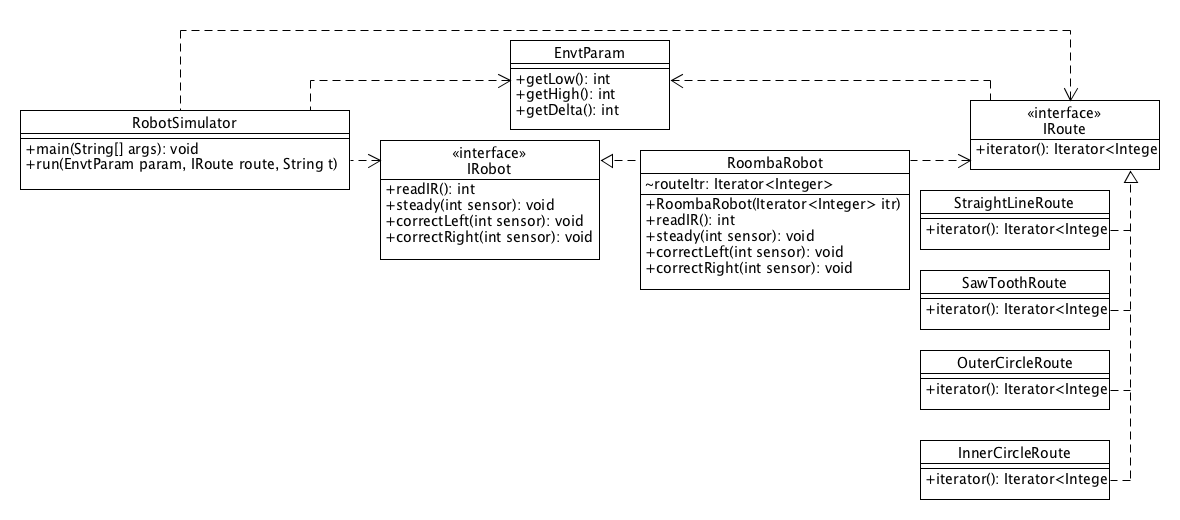 EnvtParam
+getLow(): int
+getHigh(): int
+getDelta(): int
RobotSimulator
+main(String[] args): void
+run(EnvtParam param, IRoute route, String t)
«interface»
IRobot
+readIR(): int
+steady(int sensor): void
+correctLeft(int sensor): void
+correctRight(int sensor): void
RoombaRobot
~routeItr: Iterator<Integer>
+RoombaRobot(Iterator<Integer> itr)
+readIR(): int
+steady(int sensor): void
+correctLeft(int sensor): void
+correctRight(int sensor): void
«interface»
IRoute
+iterator(): Iterator<Intege
StraightLineRoute
+iterator(): Iterator<Intege
SawToothRoute
+iterator(): Iterator<Intege
OuterCircleRoute
+iterator(): Iterator<Intege
InnerCircleRoute
+iterator(): Iterator<Intege